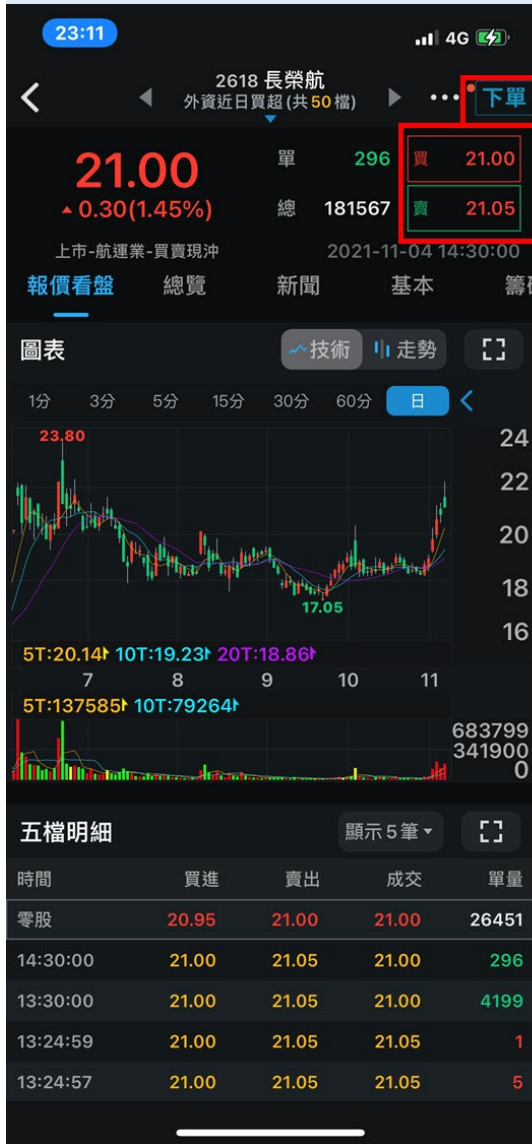 23:11 4G
2618 長榮航
外資近日買超(共50檔) ··· 下單
21.00 單 296 買 21.00
▲0.30(1.45%) 總 181567 賣 21.05
上市-航運業-買賣現沖 2021-11-04 14:30:00
報價看盤 總覽 新聞 基本
圖表 技術 走勢
1分 3分 5分 15分 30分 60分 日
23.80
24
22
20
18
17.05
16
5T:20.14 10T:19.23 20T:18.86
7 8 9 10 11
5T:137585 10T:79264
683799
341900
0
五檔明細 顯示5筆
時間 買進 賣出 成交 單量
零股 20.95 21.00 21.00 26451
14:30:00 21.00 21.05 21.00 296
13:30:00 21.00 21.05 21.00 4199
13:24:59 21.00 21.05 21.05 1
13:24:57 21.00 21.05 21.05 5